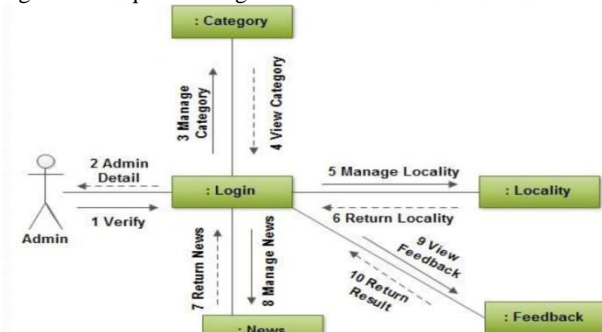 : Category
3 Manage
Category
4 View Category
2 Admin
Detail
: Login
5 Manage Locality
: Locality
1 Verify
6 Return Locality
Admin
7 Return News
8 Manage News
9 View
Feedback
10 Return
Result
: Feedback
: News